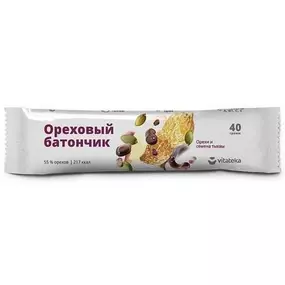 Ореховый
батончик
40
грамм
Орехи и
семена тыквы
55 % орехов | 217 ккал
vitateka